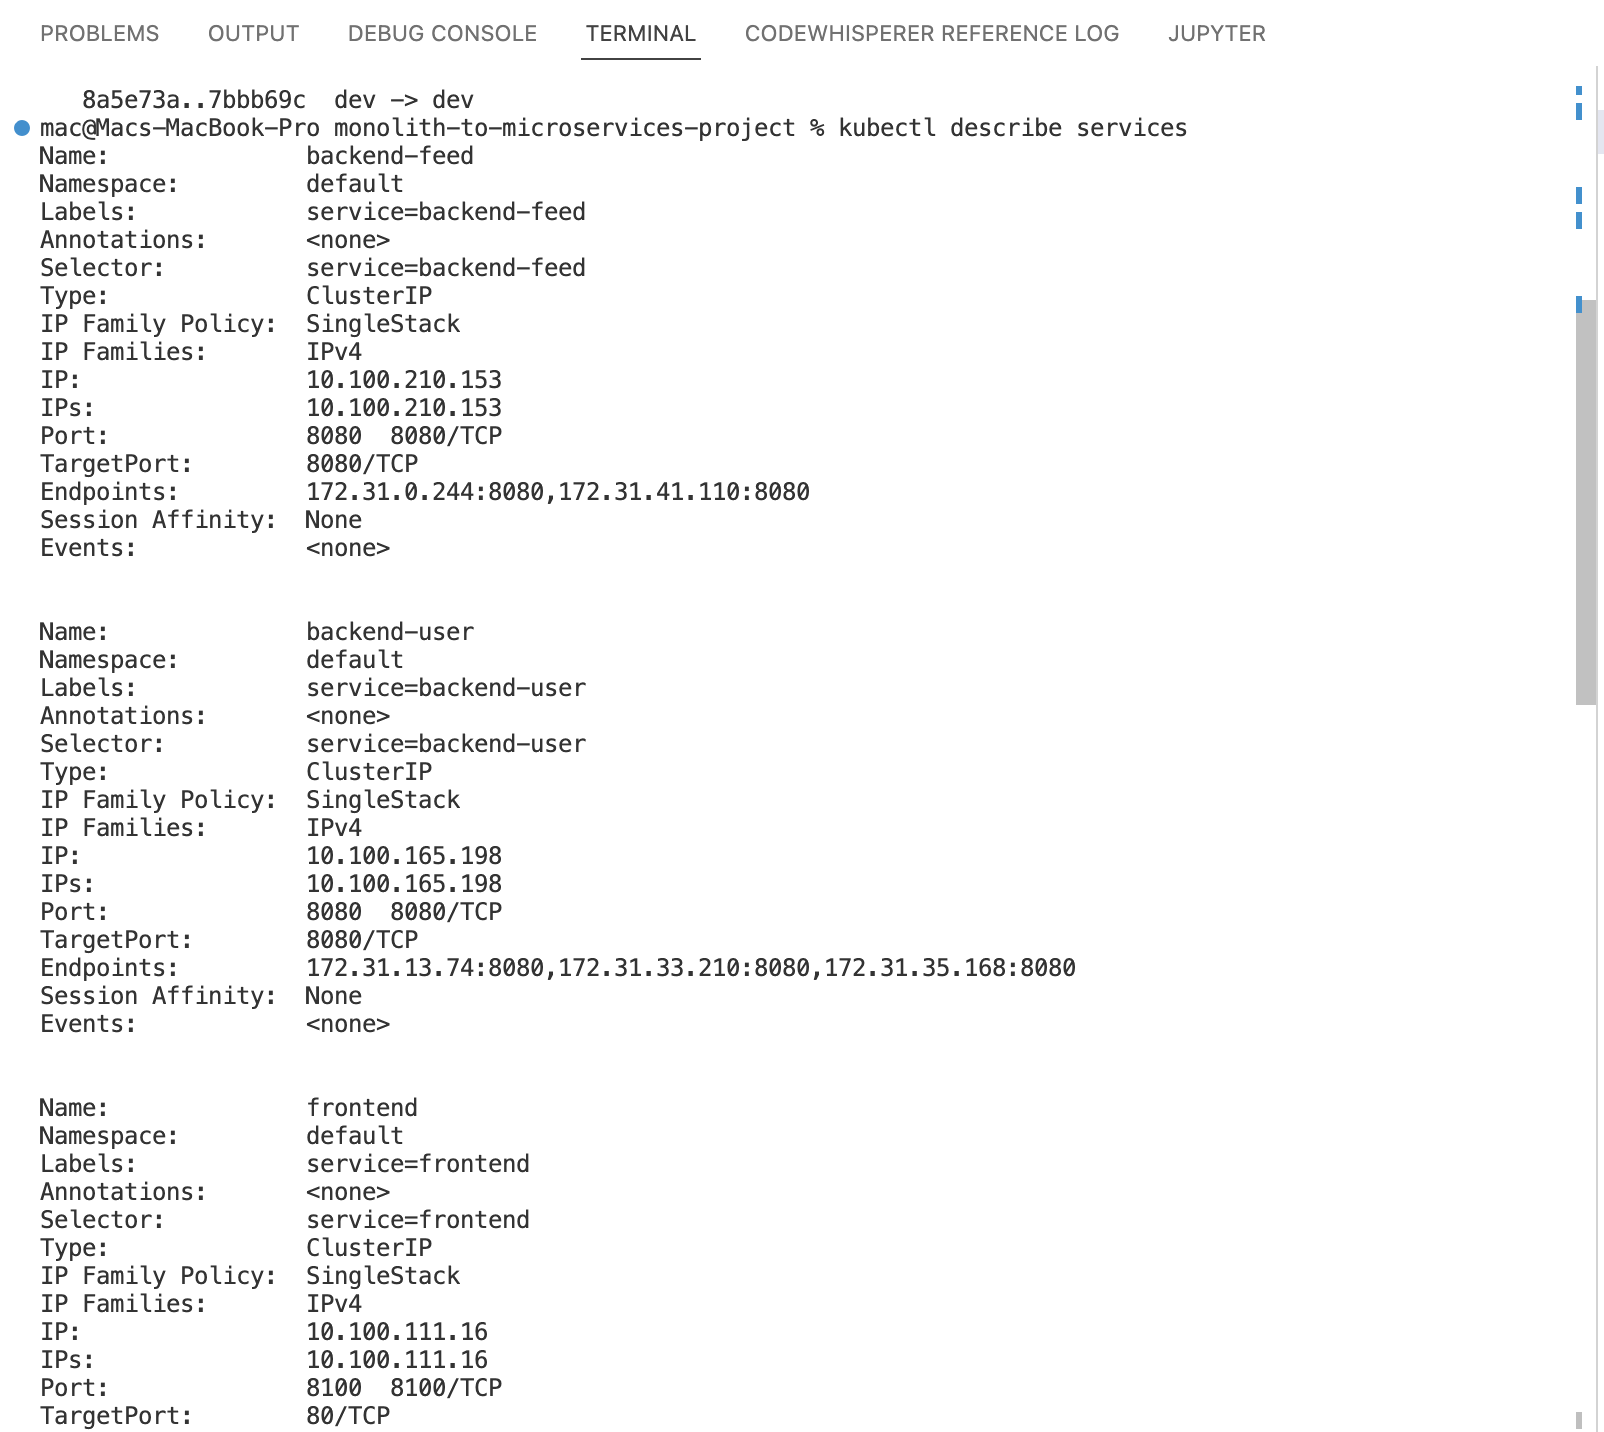 PROBLEMS OUTPUT DEBUG CONSOLE TERMINAL CODEWHISPERER REFERENCE LOG JUPYTER
   8a5e73a..7bbb69c  dev -> dev
mac@Macs-MacBook-Pro monolith-to-microservices-project % kubectl describe services
Name:              backend-feed
Namespace:         default
Labels:            service=backend-feed
Annotations:       <none>
Selector:          service=backend-feed
Type:              ClusterIP
IP Family Policy:  SingleStack
IP Families:       IPv4
IP:                10.100.210.153
IPs:               10.100.210.153
Port:              8080  8080/TCP
TargetPort:        8080/TCP
Endpoints:         172.31.0.244:8080,172.31.41.110:8080
Session Affinity:  None
Events:            <none>
Name:              backend-user
Namespace:         default
Labels:            service=backend-user
Annotations:       <none>
Selector:          service=backend-user
Type:              ClusterIP
IP Family Policy:  SingleStack
IP Families:       IPv4
IP:                10.100.165.198
IPs:               10.100.165.198
Port:              8080  8080/TCP
TargetPort:        8080/TCP
Endpoints:         172.31.13.74:8080,172.31.33.210:8080,172.31.35.168:8080
Session Affinity:  None
Events:            <none>
Name:              frontend
Namespace:         default
Labels:            service=frontend
Annotations:       <none>
Selector:          service=frontend
Type:              ClusterIP
IP Family Policy:  SingleStack
IP Families:       IPv4
IP:                10.100.111.16
IPs:               10.100.111.16
Port:              8100  8100/TCP
TargetPort:        80/TCP